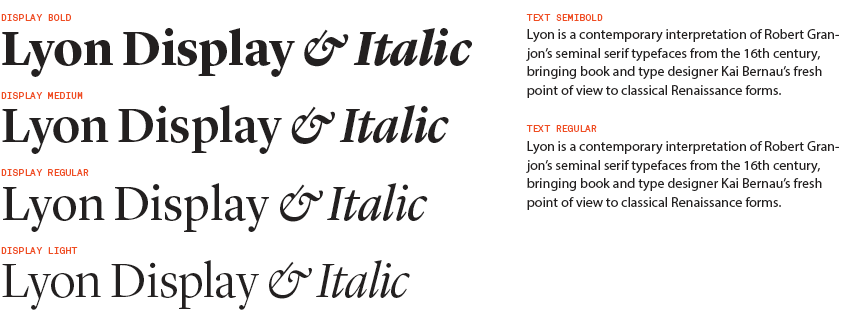 DISPLAY BOLD
Lyon Display & Italic
DISPLAY MEDIUM
Lyon Display & Italic
DISPLAY REGULAR
Lyon Display & Italic
DISPLAY LIGHT
Lyon Display & Italic
TEXT SEMIBOLD
Lyon is a contemporary interpretation of Robert Gran-
jon’s seminal serif typefaces from the 16th century,
bringing book and type designer Kai Bernau’s fresh
point of view to classical Renaissance forms.
TEXT REGULAR
Lyon is a contemporary interpretation of Robert Gran-
jon’s seminal serif typefaces from the 16th century,
bringing book and type designer Kai Bernau’s fresh
point of view to classical Renaissance forms.